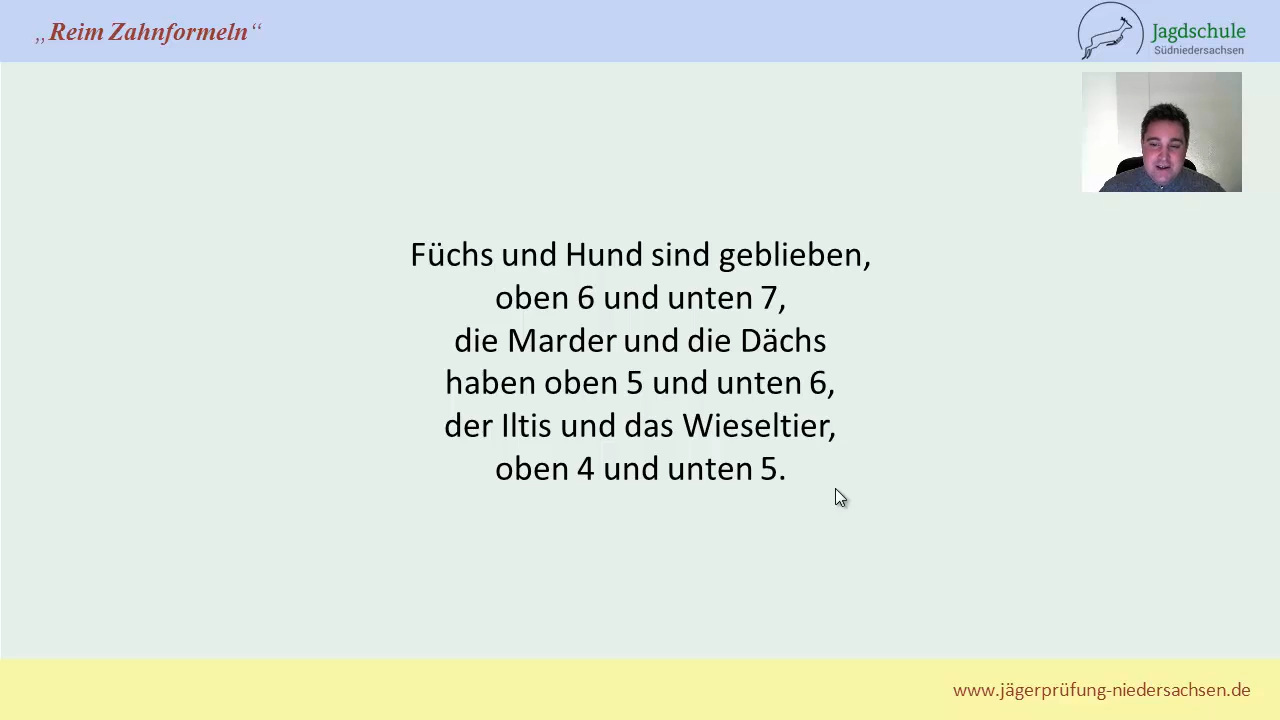 „Reim Zahnformeln“
Jagdschule
Südniedersachsen
Füchs und Hund sind geblieben,
oben 6 und unten 7,
die Marder und die Dächs
haben oben 5 und unten 6,
der Iltis und das Wieseltier,
oben 4 und unten 5.
www.jägerprüfung-niedersachsen.de